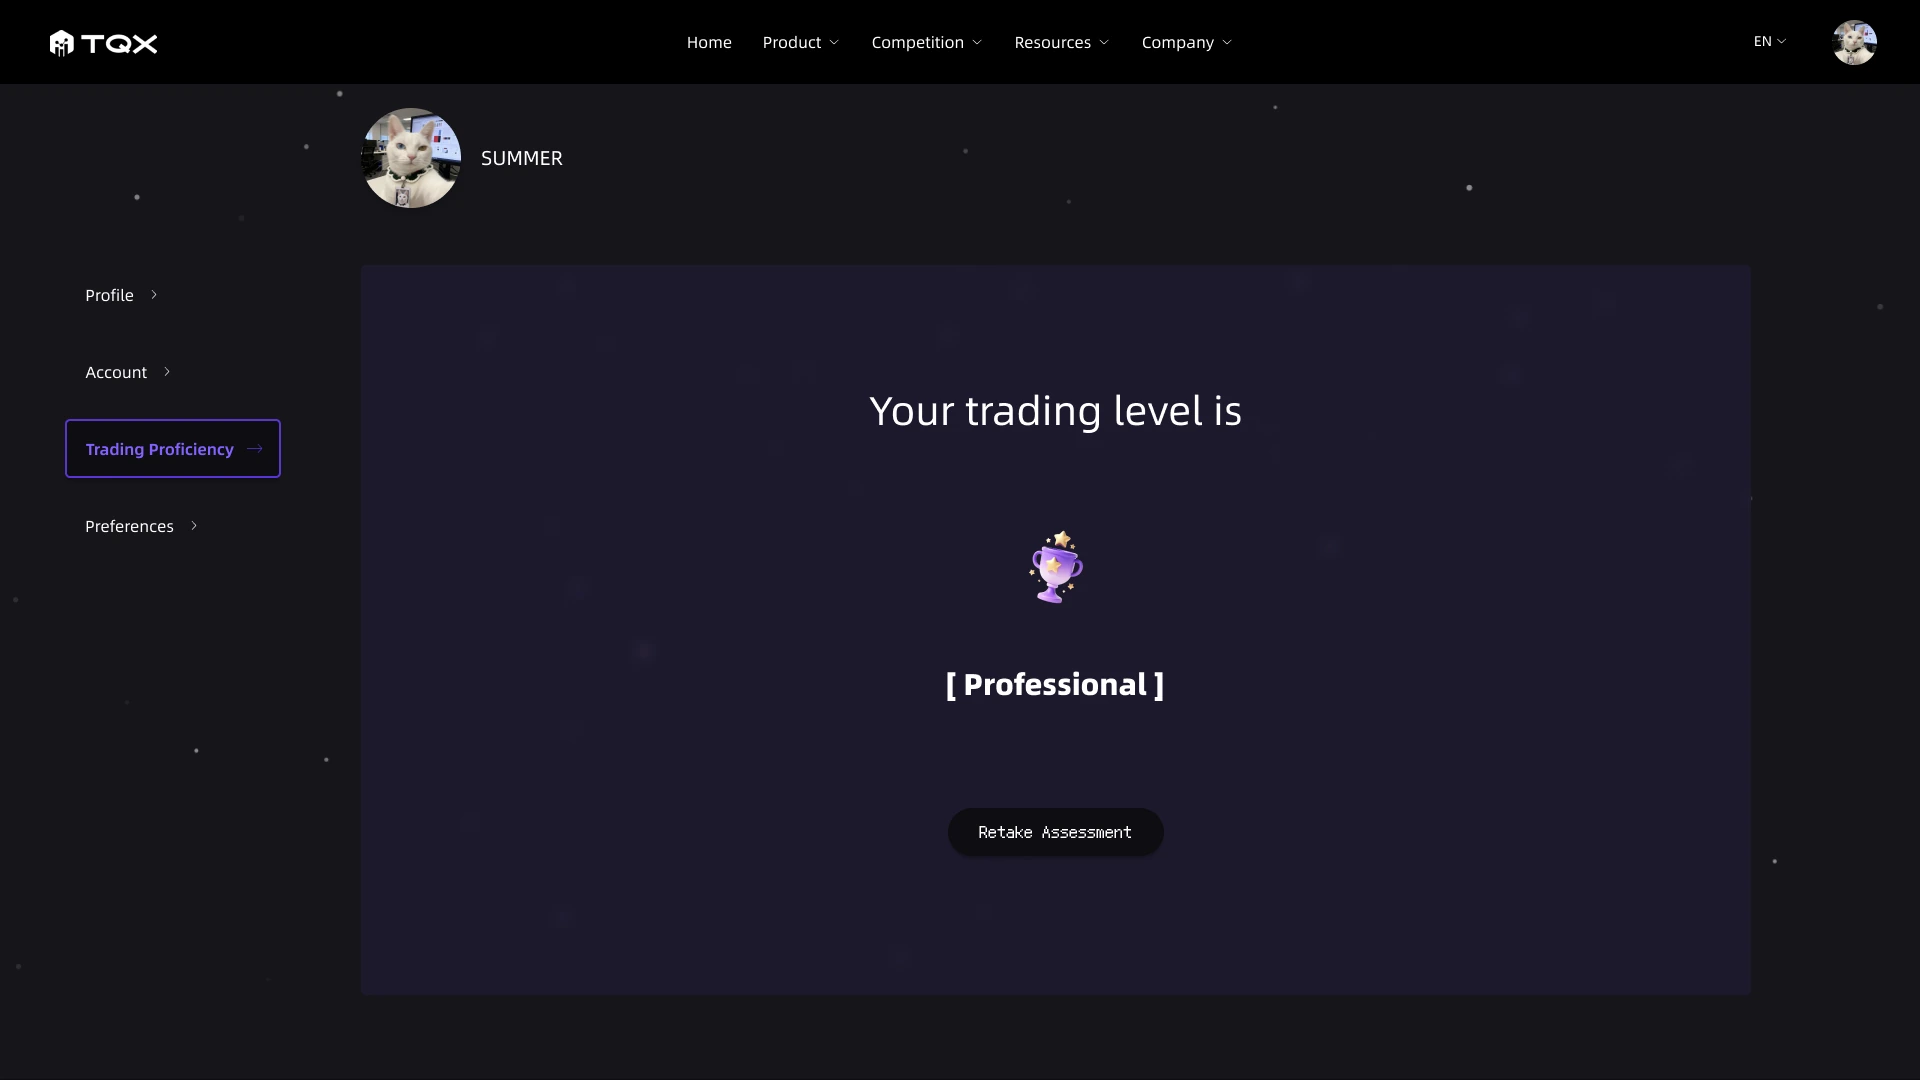 TQX
Home
Product
Competition
Resources
Company
EN
SUMMER
Profile
Account
Trading Proficiency
Preferences
Your trading level is
[ Professional ]
Retake Assessment